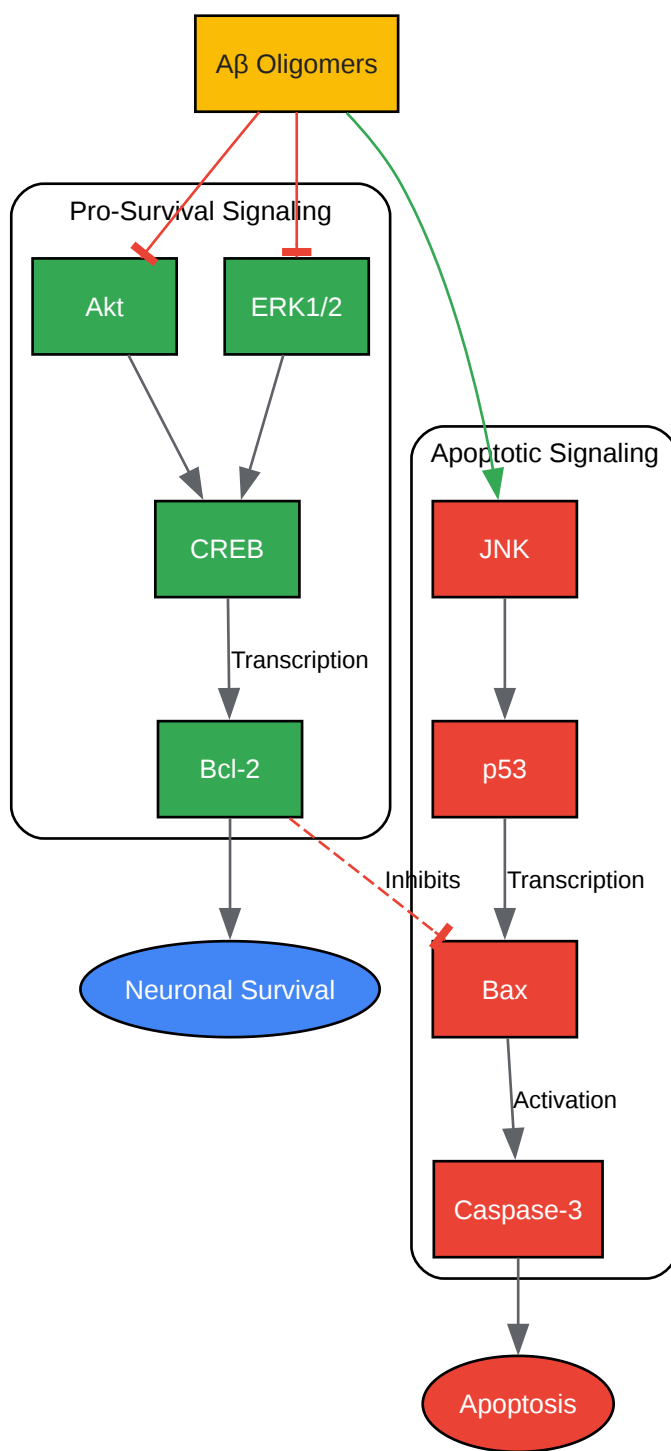 Aβ Oligomers
Pro-Survival Signaling
Akt
ERK1/2
Apoptotic Signaling
CREB
JNK
Transcription
Bcl-2
p53
Inhibits
Transcription
Neuronal Survival
Bax
Activation
Caspase-3
Apoptosis